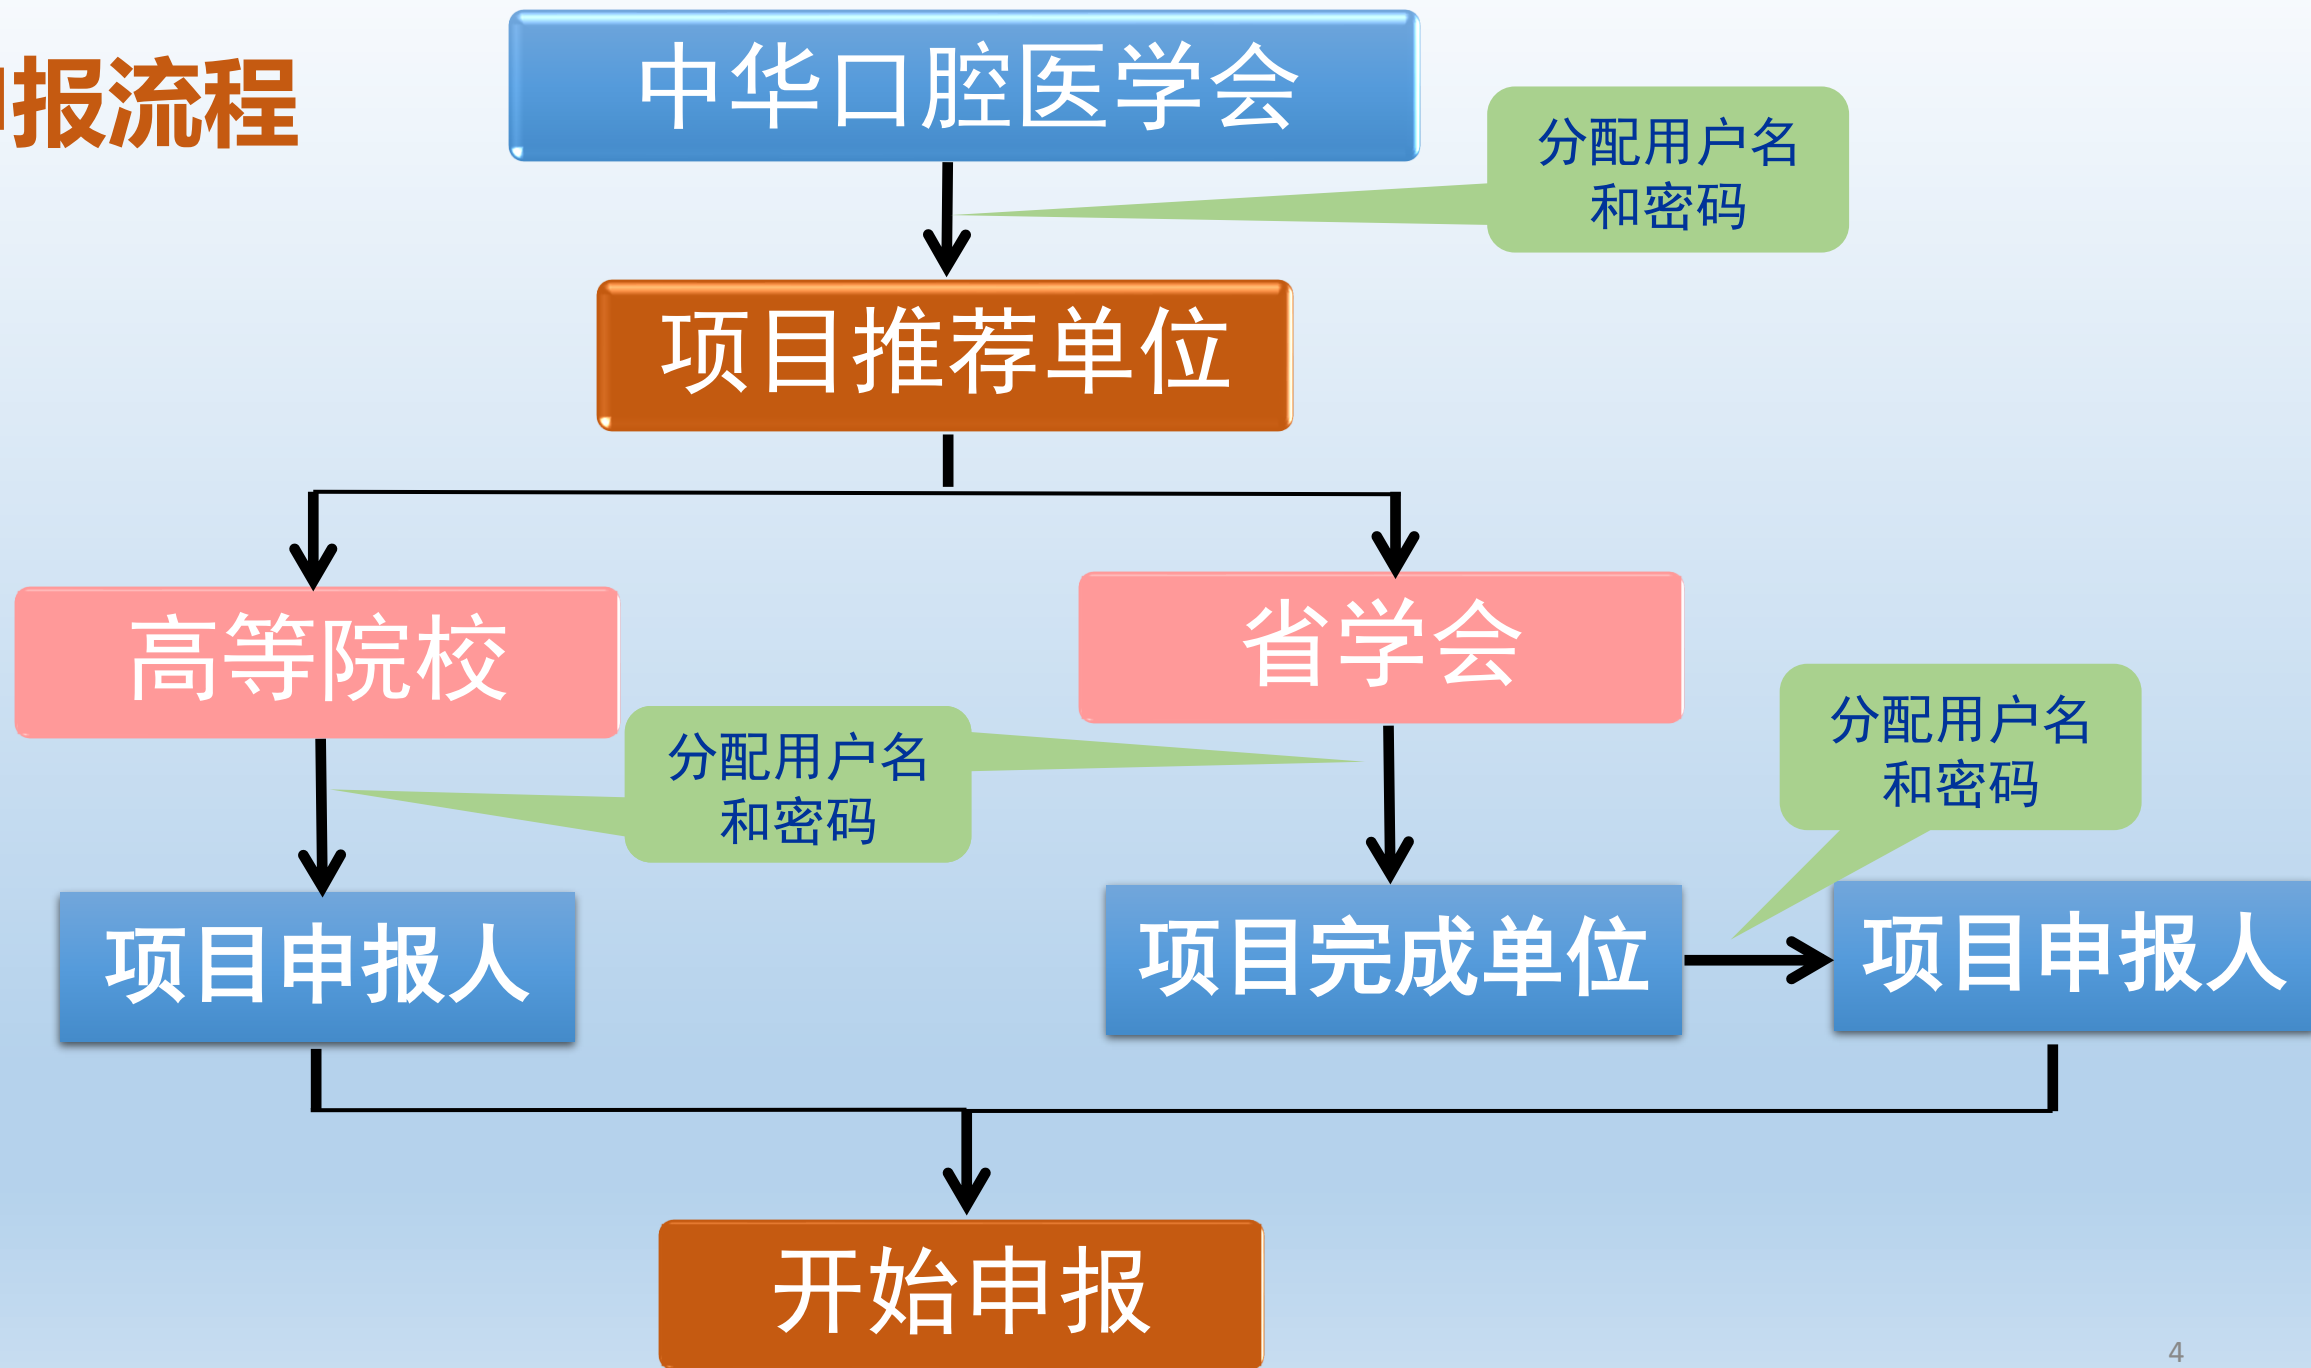 报流程
中华口腔医学会
分配用户名
和密码
项目推荐单位
高等院校
省学会
分配用户名
和密码
分配用户名
和密码
项目申报人
项目完成单位
项目申报人
开始申报
4